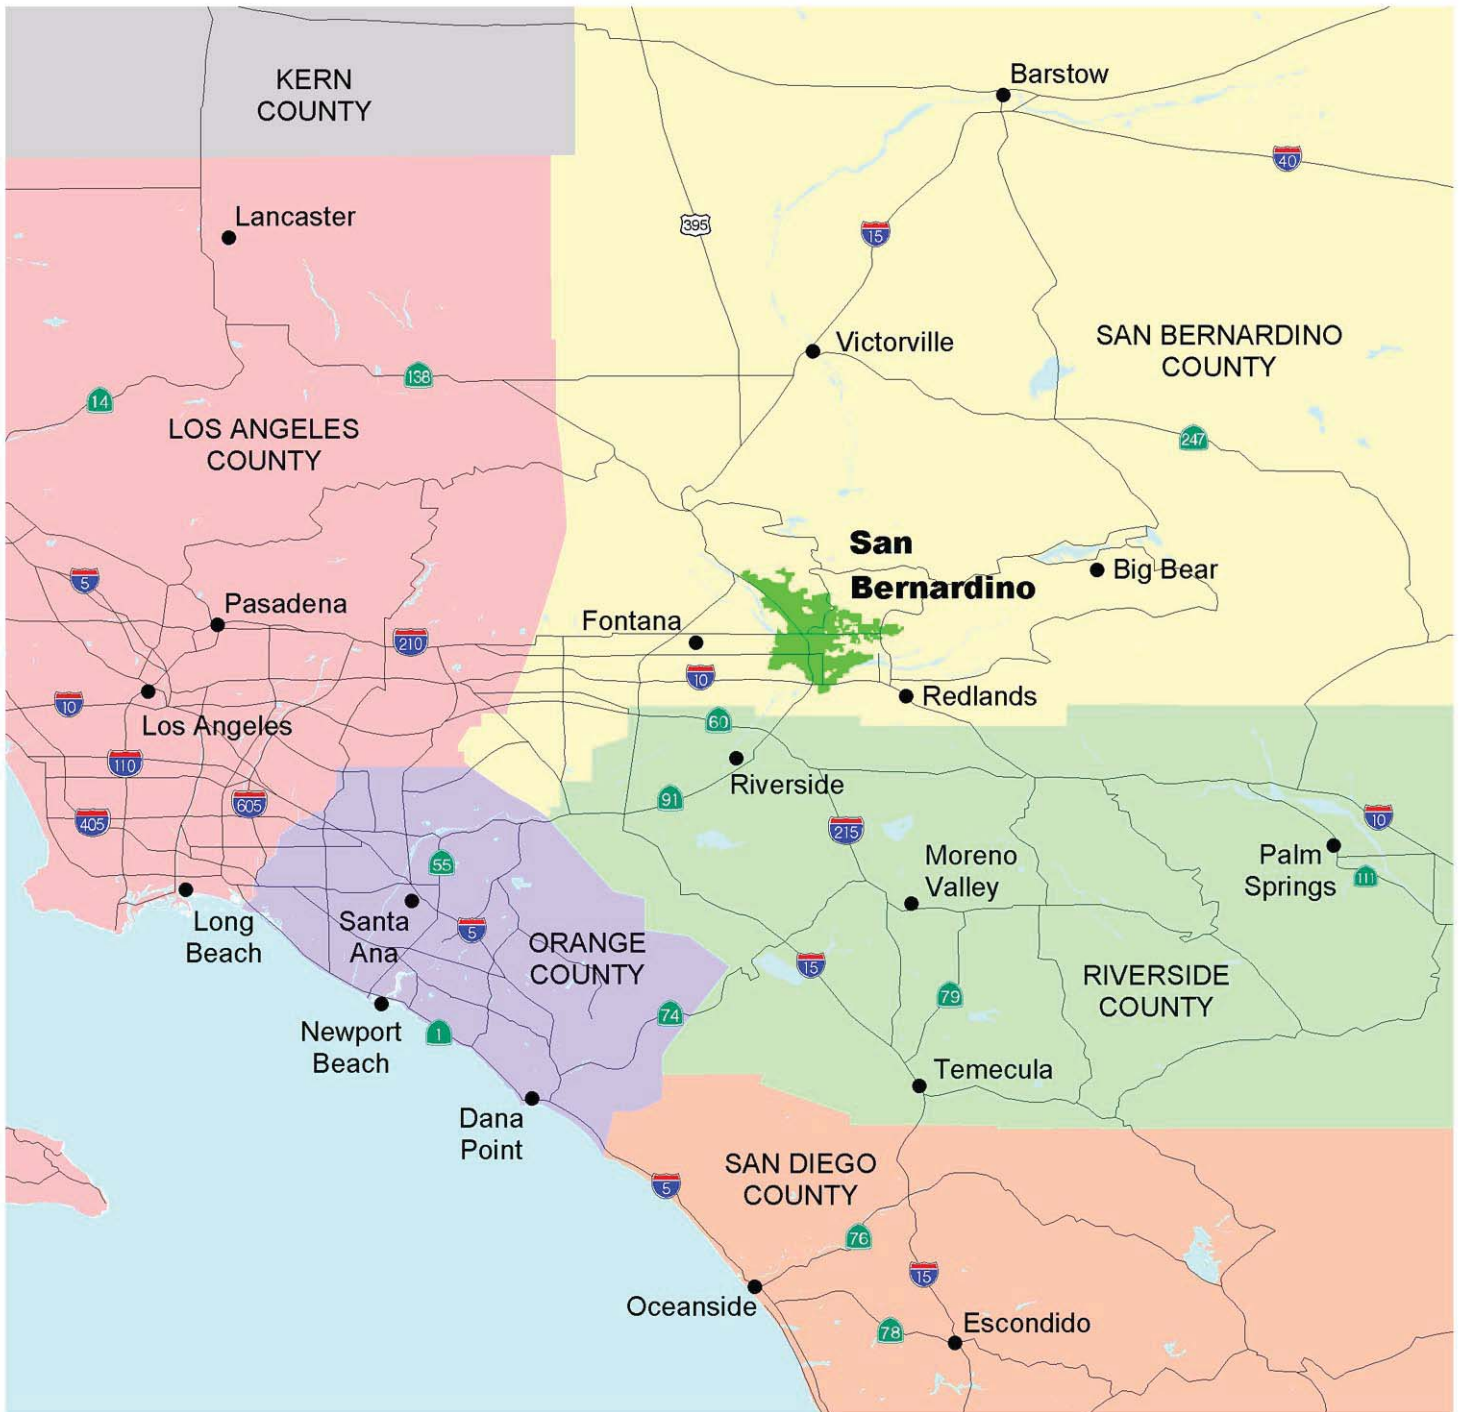 KERN
COUNTY
Barstow
40
Lancaster
395
15
Victorville
SAN BERNARDINO
COUNTY
138
14
LOS ANGELES
COUNTY
247
San
Bernardino
Big Bear
5
Pasadena
Fontana
210
10
10
Redlands
Los Angeles
60
110
Riverside
605
91
405
215
10
55
Moreno
Valley
Palm
Springs
111
Long
Beach
Santa
Ana
5
ORANGE
COUNTY
15
RIVERSIDE
COUNTY
79
74
Newport
Beach
1
Temecula
Dana
Point
SAN DIEGO
COUNTY
5
76
15
Oceanside
78
Escondido